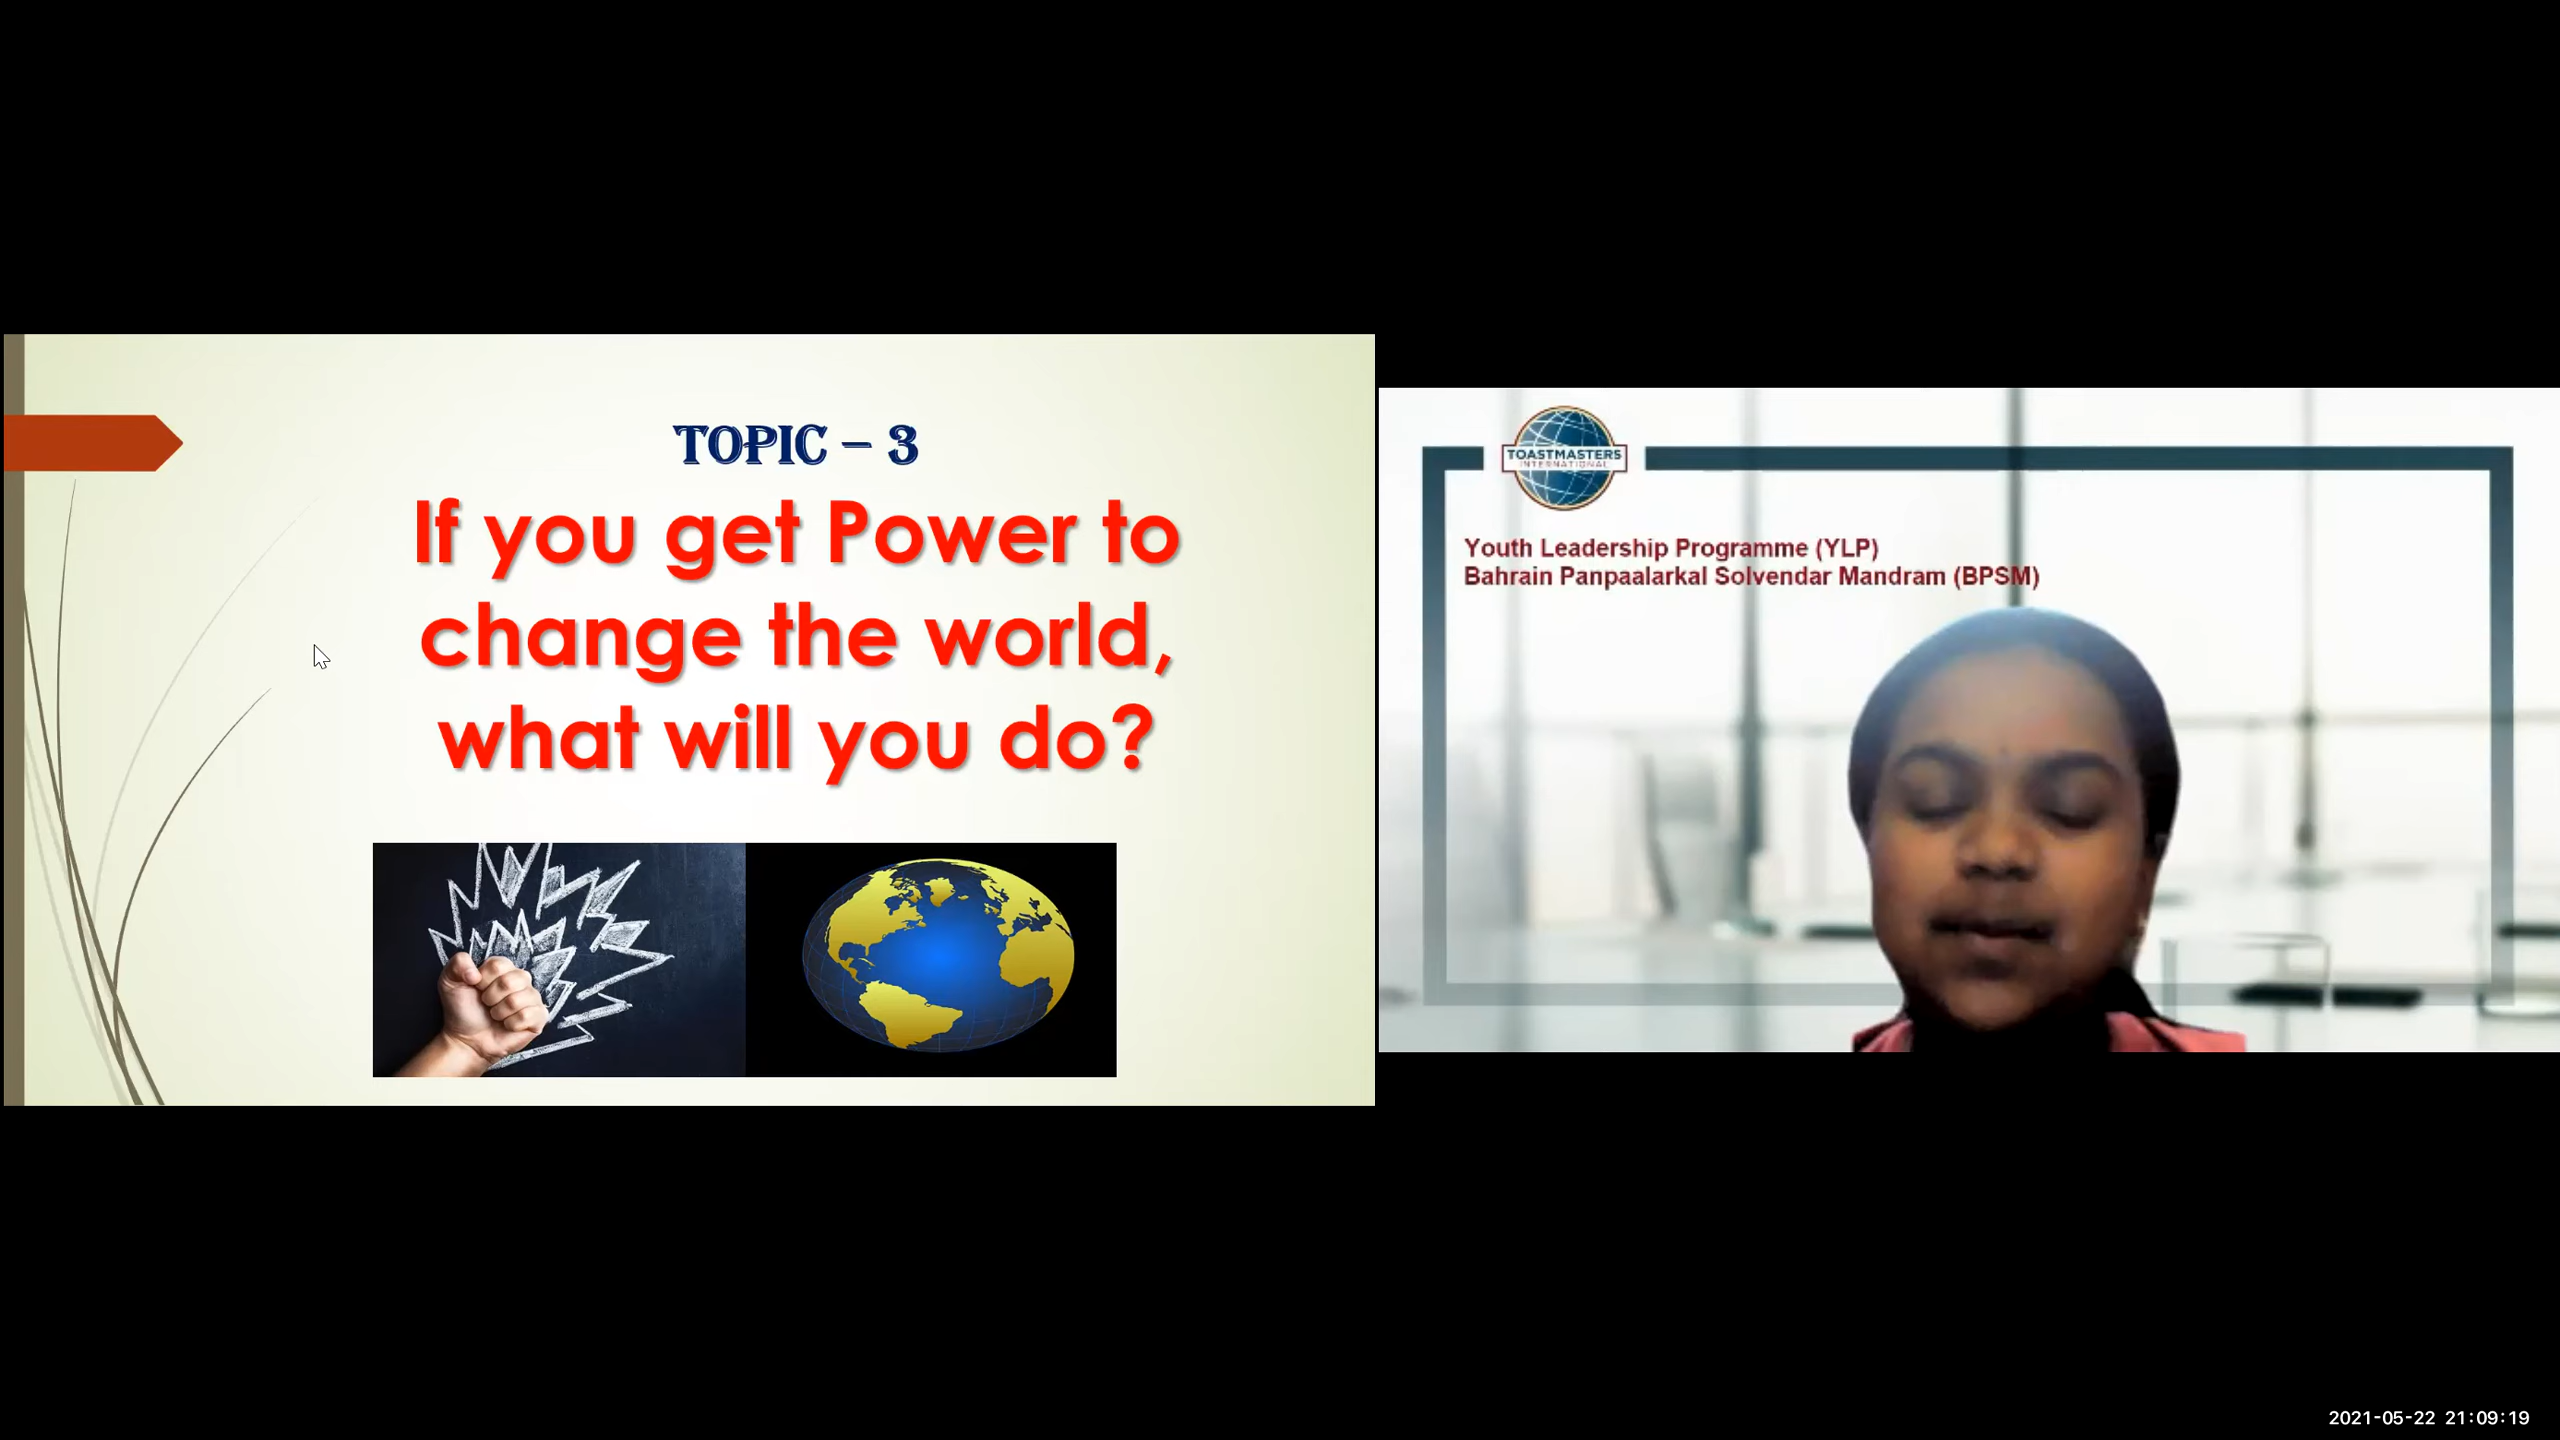 TOPIC – 3
If you get Power to
change the world,
what will you do?
TOASTMASTERS
INTERNATIONAL
Youth Leadership Programme (YLP)
Bahrain Panpaalarkal Solvendar Mandram (BPSM)
2021-05-22 21:09:19